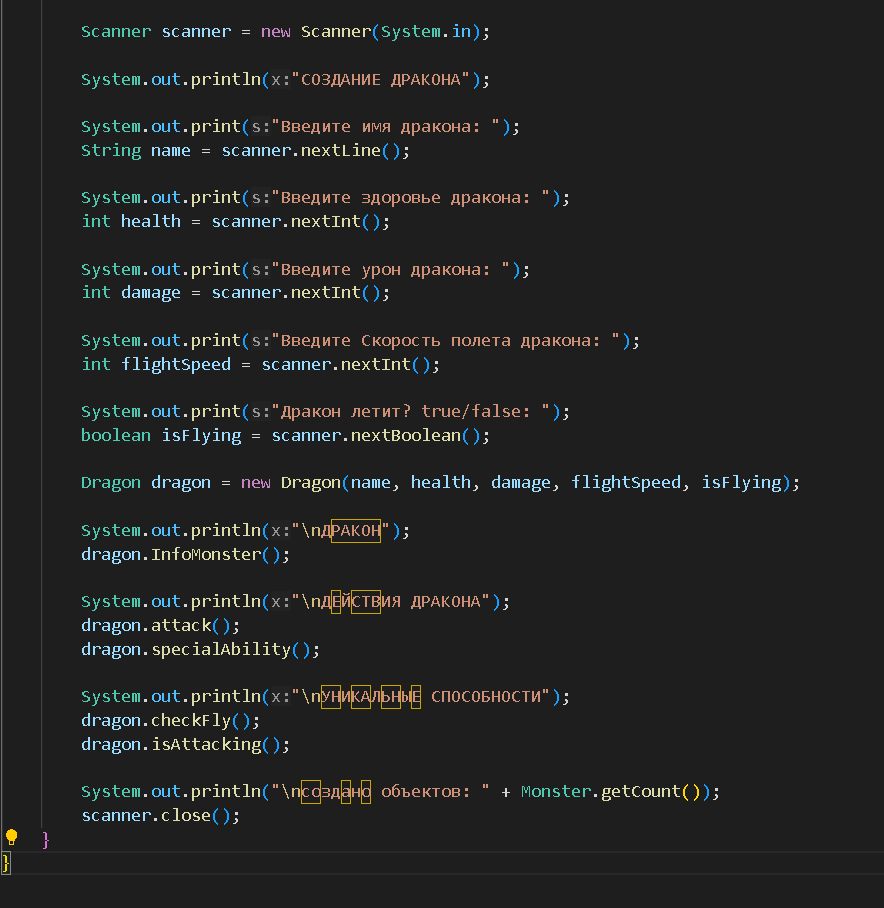 Scanner scanner = new Scanner(System.in);
System.out.println(x:"СОЗДАНИЕ ДРАКОНА");
System.out.print(s:"Введите имя дракона: ");
String name = scanner.nextLine();
System.out.print(s:"Введите здоровье дракона: ");
int health = scanner.nextInt();
System.out.print(s:"Введите урон дракона: ");
int damage = scanner.nextInt();
System.out.print(s:"Введите Скорость полета дракона: ");
int flightSpeed = scanner.nextInt();
System.out.print(s:"Дракон летит? true/false: ");
boolean isFlying = scanner.nextBoolean();
Dragon dragon = new Dragon(name, health, damage, flightSpeed, isFlying);
System.out.println(x:"\nДРАКОН");
dragon.InfoMonster();
System.out.println(x:"\nДЕЙСТВИЯ ДРАКОНА");
dragon.attack();
dragon.specialAbility();
System.out.println(x:"\nУНИКАЛЬНЫЕ СПОСОБНОСТИ");
dragon.checkFly();
dragon.isAttacking();
System.out.println("\nсоздано объектов: " + Monster.getCount());
scanner.close();
}
}